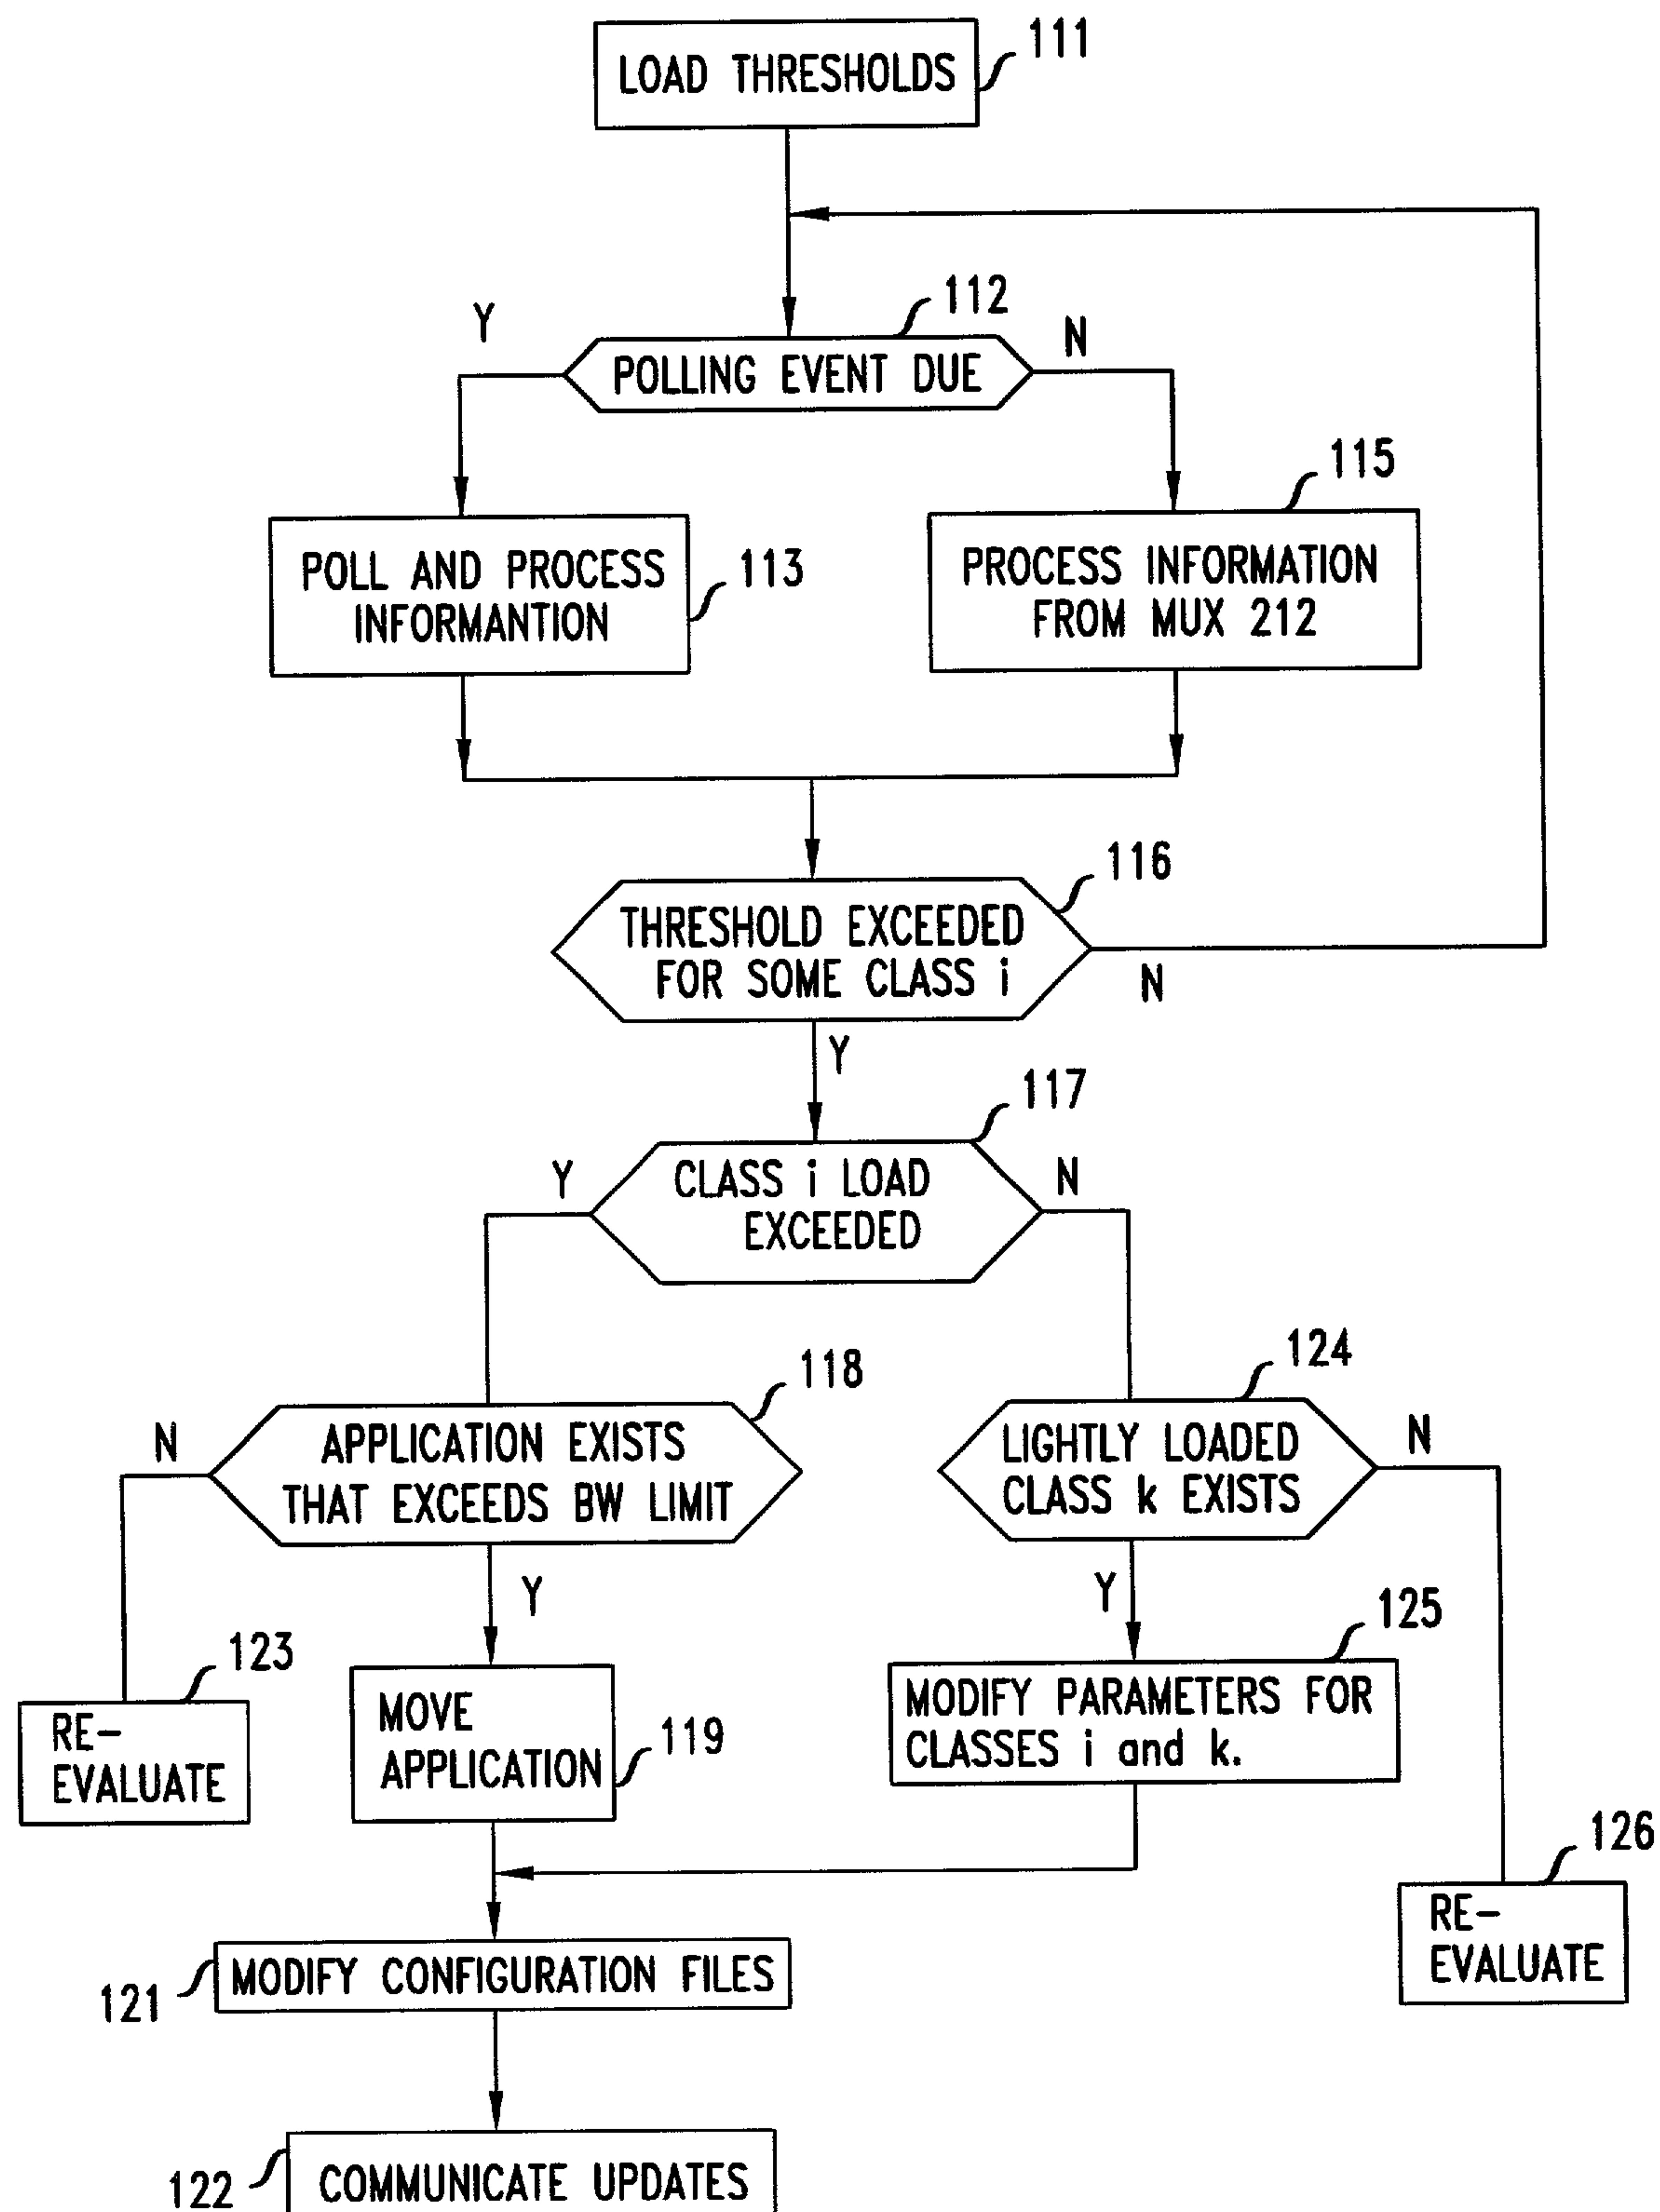 LOAD THRESHOLDS
111
112
Y
N
POLLING EVENT DUE
115
POLL AND PROCESS
INFORMANTION
113
PROCESS INFORMATION
FROM MUX 212
116
THRESHOLD EXCEEDED
FOR SOME CLASS i
N
Y
117
Y
CLASS i LOAD
EXCEEDED
N
118
124
N
APPLICATION EXISTS
THAT EXCEEDS BW LIMIT
LIGHTLY LOADED
CLASS k EXISTS
N
Y
Y
123
125
RE-
EVALUATE
MOVE
APPLICATION
119
MODIFY PARAMETERS FOR
CLASSES i and k.
126
RE-
EVALUATE
121
MODIFY CONFIGURATION FILES
122
COMMUNICATE UPDATES